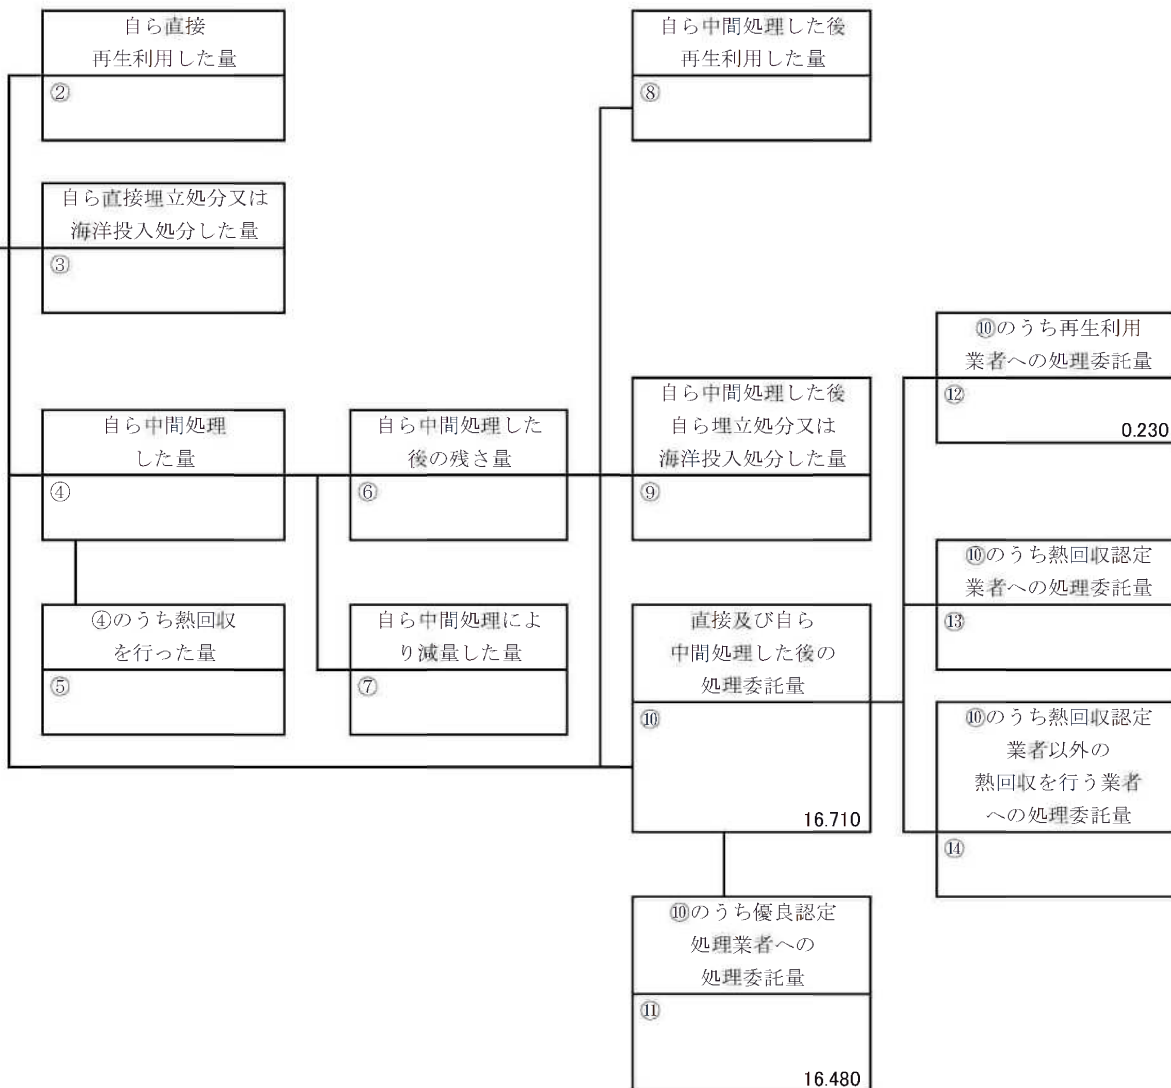 自ら直接
再生利用した量
②
自ら中間処理した後
再生利用した量
⑧
自ら直接埋立処分又は
海洋投入処分した量
③
⑩のうち再生利用
業者への処理委託量
⑫
0.230
自ら中間処理
した量
④
自ら中間処理した
後の残さ量
⑥
自ら中間処理した後
自ら埋立処分又は
海洋投入処分した量
⑨
⑩のうち熱回収認定
業者への処理委託量
⑬
④のうち熱回収
を行った量
⑤
自ら中間処理によ
り減量した量
⑦
直接及び自ら
中間処理した後の
処理委託量
⑩
16.710
⑩のうち熱回収認定
業者以外の
熱回収を行う業者
への処理委託量
⑭
⑩のうち優良認定
処理業者への
処理委託量
⑪
16.480